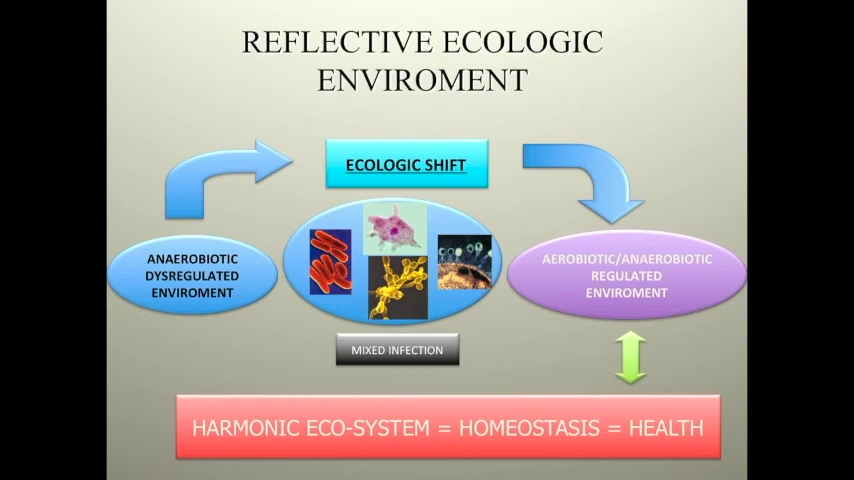 REFLECTIVE ECOLOGIC
ENVIROMENT
ECOLOGIC SHIFT
ANAEROBIOTIC
DYSREGULATED
ENVIROMENT
AEROBIOTIC/ANAEROBIOTIC
REGULATED
ENVIROMENT
MIXED INFECTION
HARMONIC ECO-SYSTEM = HOMEOSTASIS = HEALTH